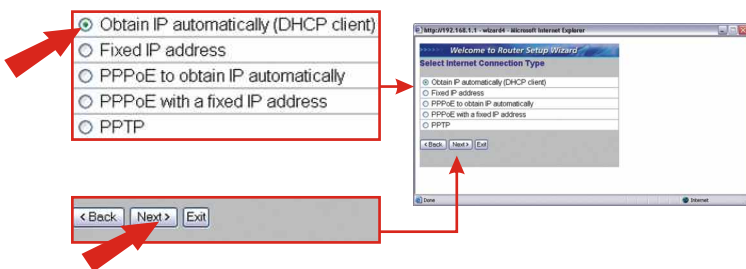 Obtain IP automatically (DHCP client)
Fixed IP address
PPPoE to obtain IP automatically
PPPoE with a fixed IP address
PPTP
< Back Next > Exit
http://192.168.1.1 - wizard4 - Microsoft Internet Explorer
Welcome to Router Setup Wizard
Select Internet Connection Type
Obtain IP automatically (DHCP client)
Fixed IP address
PPPoE to obtain IP automatically
PPPoE with a fixed IP address
PPTP
< Back Next > Exit
Done Internet